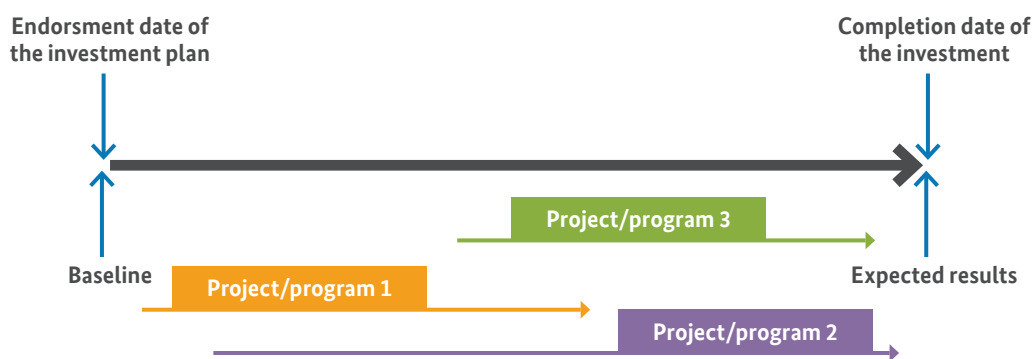 Endorsment date of
the investment plan
Completion date of
the investment
Project/program 3
Baseline
Expected results
Project/program 1
Project/program 2